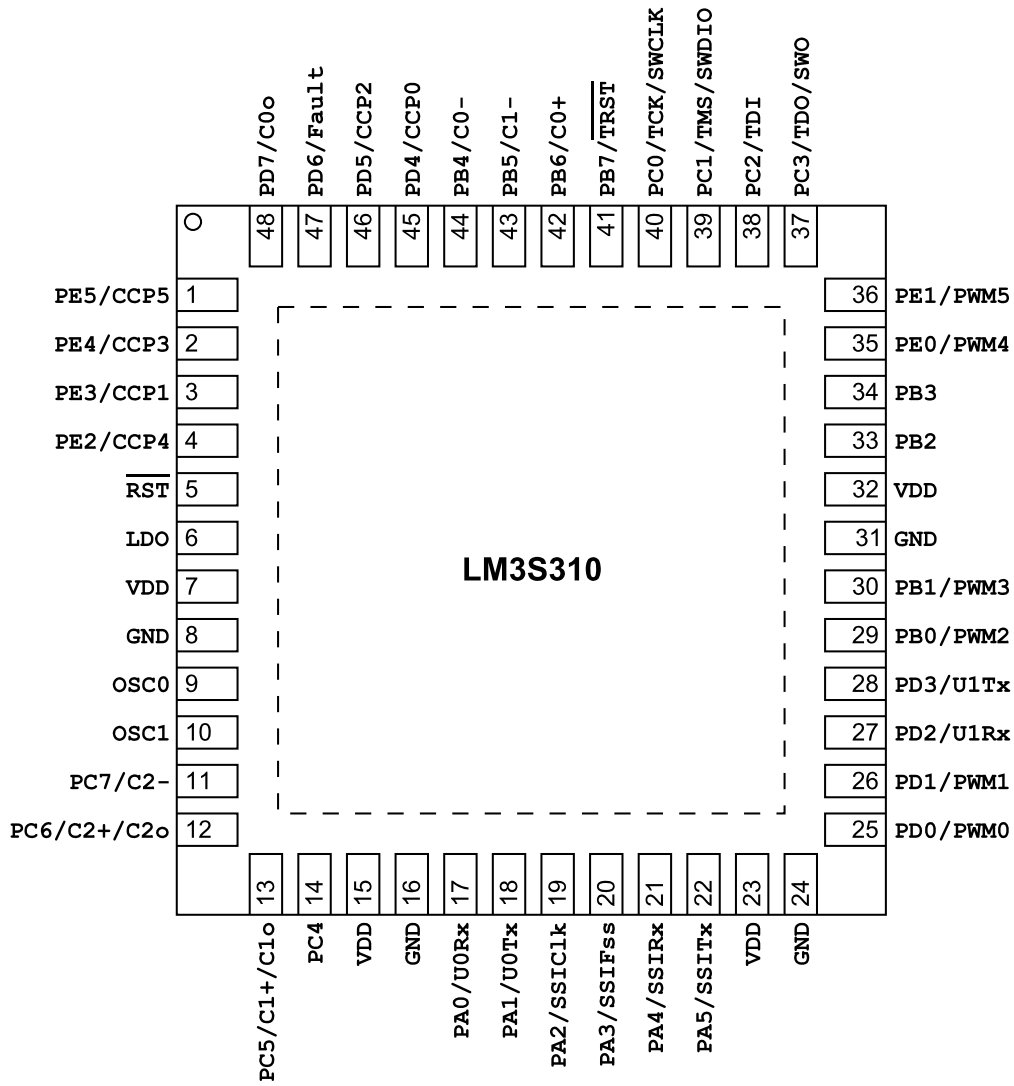 PD7/C0o
PD6/Fault
PD5/CCP2
PD4/CCP0
PB4/C0-
PB5/C1-
PB6/C0+
PB7/TRST
PC0/TCK/SWCLK
PC1/TMS/SWDIO
PC2/TDI
PC3/TDO/SWO
48
47
46
45
44
43
42
41
40
39
38
37
PE5/CCP5 1
PE4/CCP3 2
PE3/CCP1 3
PE2/CCP4 4
RST 5
LDO 6
VDD 7
GND 8
OSC0 9
OSC1 10
PC7/C2- 11
PC6/C2+/C2o 12
LM3S310
36 PE1/PWM5
35 PE0/PWM4
34 PB3
33 PB2
32 VDD
31 GND
30 PB1/PWM3
29 PB0/PWM2
28 PD3/U1Tx
27 PD2/U1Rx
26 PD1/PWM1
25 PD0/PWM0
13
14
15
16
17
18
19
20
21
22
23
24
PC5/C1+/C1o
PC4
VDD
GND
PA0/U0Rx
PA1/U0Tx
PA2/SSIClk
PA3/SSIFss
PA4/SSIRx
PA5/SSITx
VDD
GND